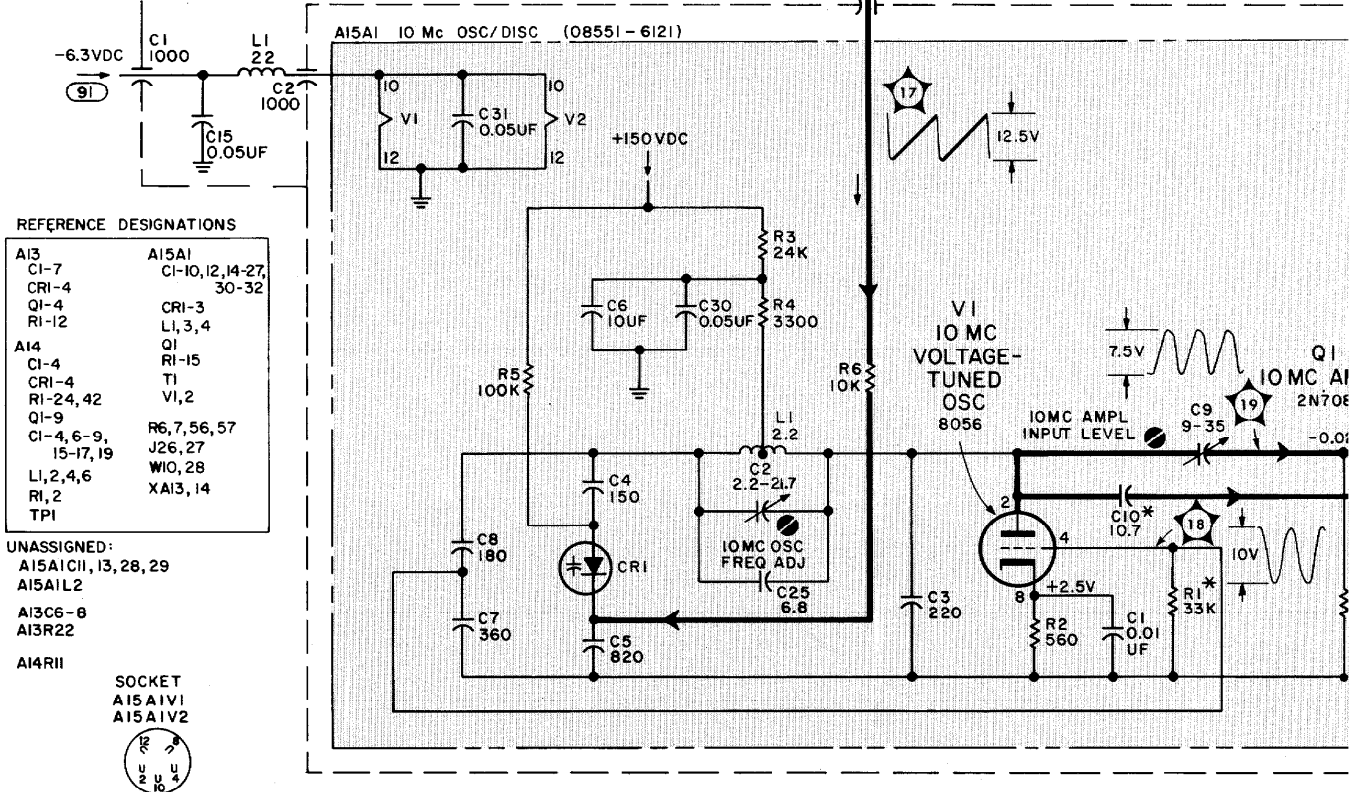 A15A1 10 Mc OSC/DISC (08551-6121)
-6.3VDC
91
C1
1000
L1
22
C2
1000
C15
0.05UF
10
V1
12
C31
0.05UF
10
V2
12
+150VDC
17
12.5V
REFERENCE DESIGNATIONS
A13
C1-7
CR1-4
Q1-4
R1-12
A14
C1-4
CR1-4
R1-24,42
Q1-9
C1-4,6-9,
15-17,19
L1,2,4,6
R1,2
TP1
A15A1
C1-10,12,14-27,
30-32
CR1-3
L1,3,4
Q1
R1-15
T1
V1,2
R6,7,56,57
J26,27
W10,28
XA13,14
UNASSIGNED:
A15A1C11,13,28,29
A15A1L2
A13C6-8
A13R22
A14R11
SOCKET
A15A1V1
A15A1V2
12 8
2 4
10
R3
24K
C6
10UF
C30
0.05UF
R4
3300
R5
100K
R6
10K
L1
2.2
C2
2.2-21.7
10MC OSC
FREQ ADJ
C25
6.8
C4
150
CR1
C5
820
C8
180
C7
360
C3
220
V1
10 MC
VOLTAGE-
TUNED
OSC
8056
7.5V
10MC AMPL
INPUT LEVEL
C9
9-35
19
Q1
10 MC A
2N70
-0.0
2
4
8
C10*
10.7
18
10V
+2.5V
R2
560
C1
0.01
UF
R1*
33K